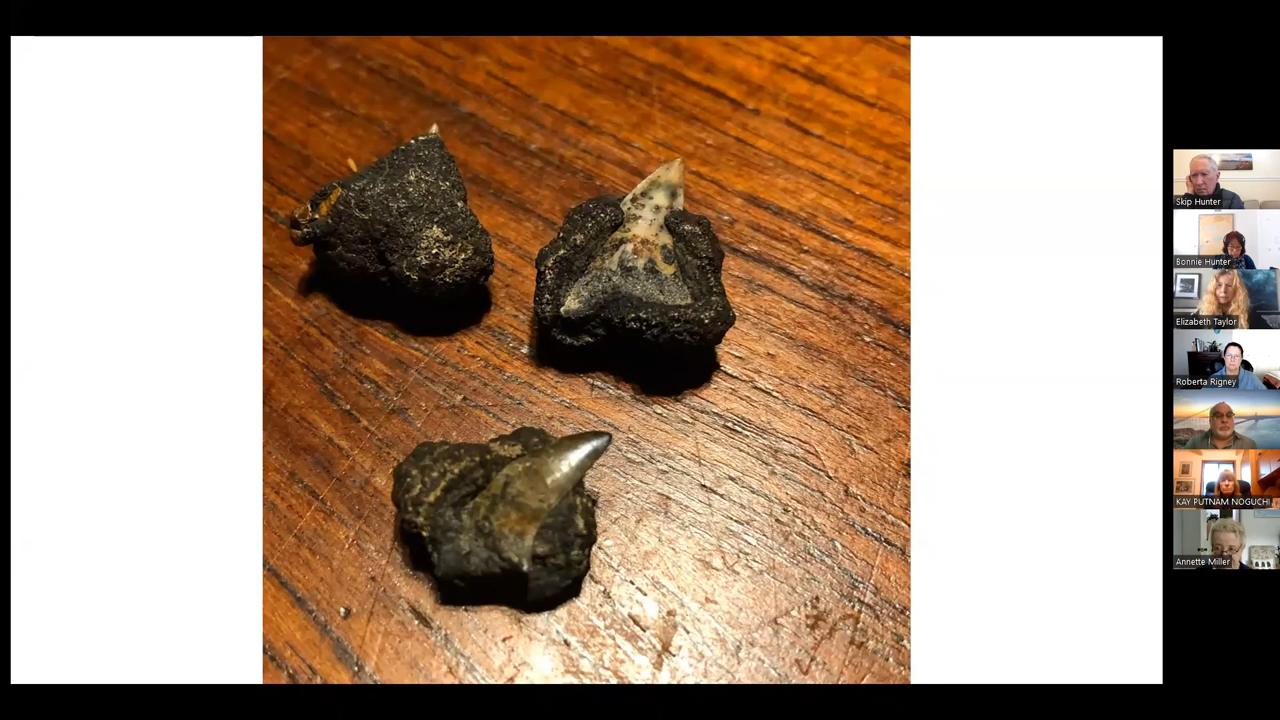 Skip Hunter
Bonnie Hunter
Elizabeth Taylor
Roberta Rigney
KAY PUTNAM NOGUCHI
Annette Miller